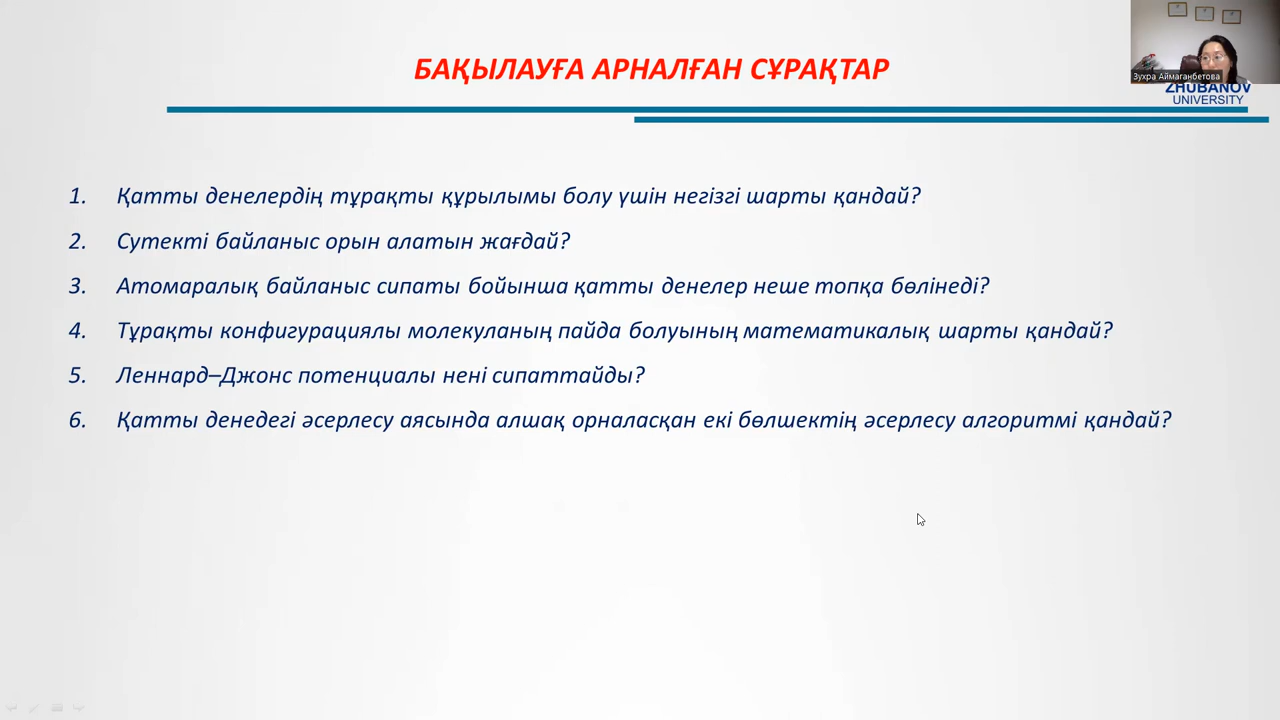 БАҚЫЛАУҒА АРНАЛҒАН СҰРАҚТАР
Зухра Аймаганбетова
ZHUBANOV
UNIVERSITY
1. Қатты денелердің тұрақты құрылымы болу үшін негізгі шарты қандай?
2. Сутекті байланыс орын алатын жағдай?
3. Атомаралық байланыс сипаты бойынша қатты денелер неше топқа бөлінеді?
4. Тұрақты конфигурациялы молекуланың пайда болуының математикалық шарты қандай?
5. Леннард–Джонс потенциалы нені сипаттайды?
6. Қатты денедегі әсерлесу аясында алшақ орналасқан екі бөлшектің әсерлесу алгоритмі қандай?